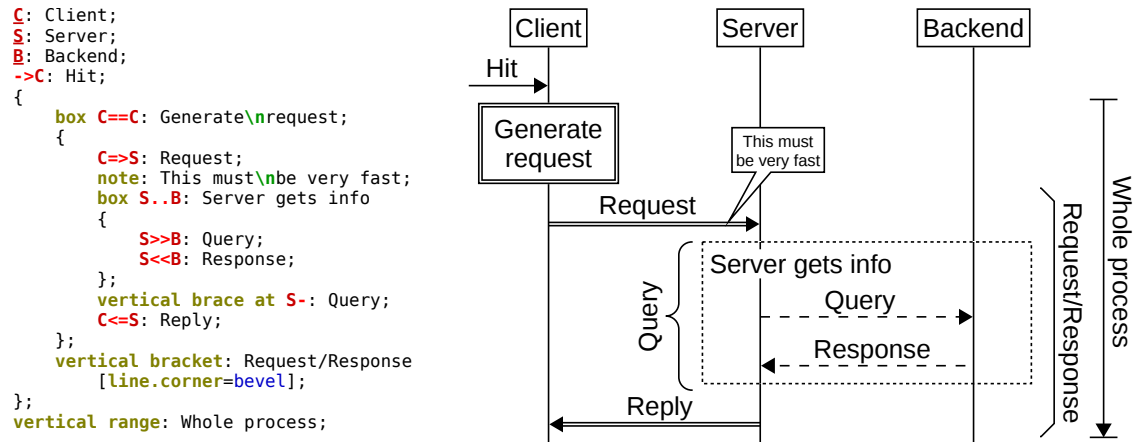 C: Client;
S: Server;
B: Backend;
->C: Hit;
{
    box C==C: Generate\nrequest;
    {
        C=>S: Request;
        note: This must\nbe very fast;
        box S..B: Server gets info
        {
            S>>B: Query;
            S<<B: Response;
        };
        vertical brace at S-: Query;
        C<=S: Reply;
    };
    vertical bracket: Request/Response
        [line.corner=bevel];
};
vertical range: Whole process;
Client
Server
Backend
Hit
Generate
request
This must
be very fast
Request
Server gets info
Query
Query
Response
Reply
Request/Response
Whole process